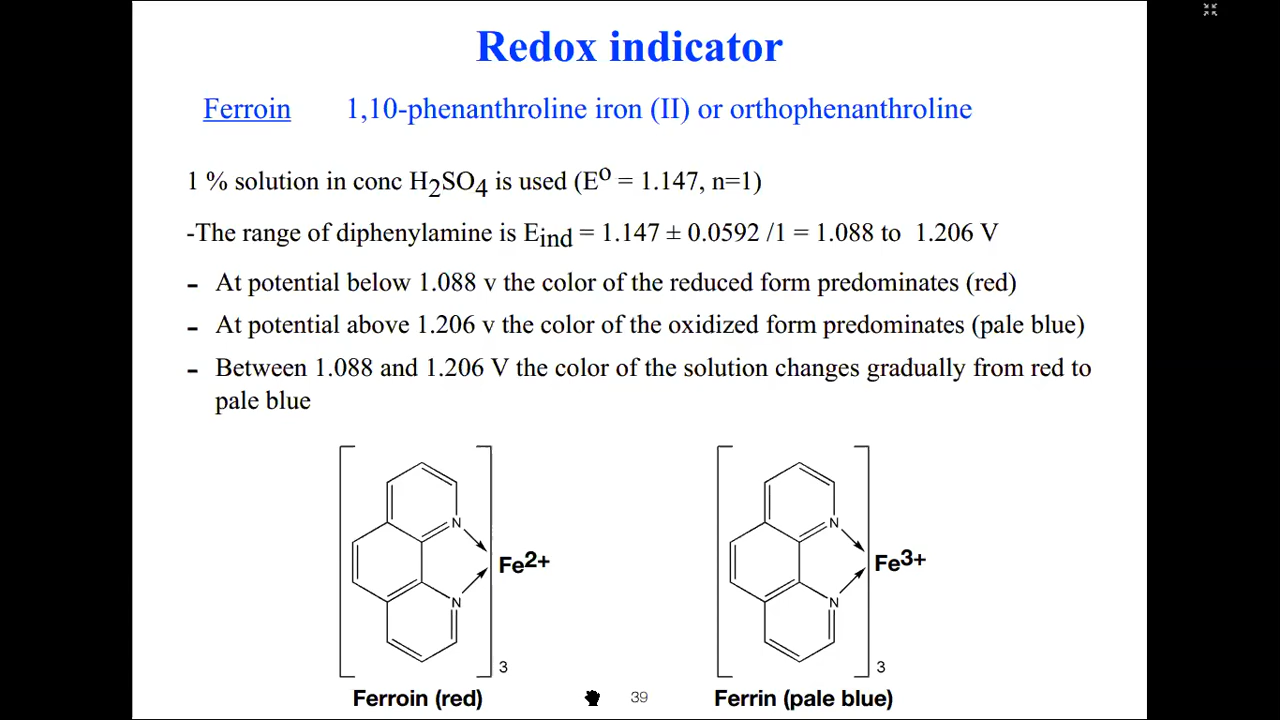 Redox indicator
Ferroin 1,10-phenanthroline iron (II) or orthophenanthroline
1 % solution in conc H2SO4 is used (Eo = 1.147, n=1)
-The range of diphenylamine is Eind = 1.147 ± 0.0592 /1 = 1.088 to 1.206 V
- At potential below 1.088 v the color of the reduced form predominates (red)
- At potential above 1.206 v the color of the oxidized form predominates (pale blue)
- Between 1.088 and 1.206 V the color of the solution changes gradually from red to
pale blue
N N
Fe2+ Fe3+
N N
3 3
Ferroin (red) 39 Ferrin (pale blue)